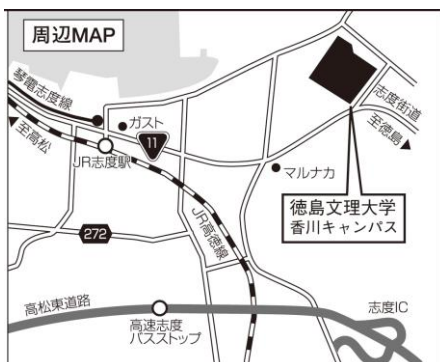 周辺MAP
琴電志度線
ガスト
志度街道
至徳島
至高松
11
JR志度駅
マルナカ
徳島文理大学
香川キャンパス
JR高徳線
272
高松東道路
高速志度
バスストップ
志度IC